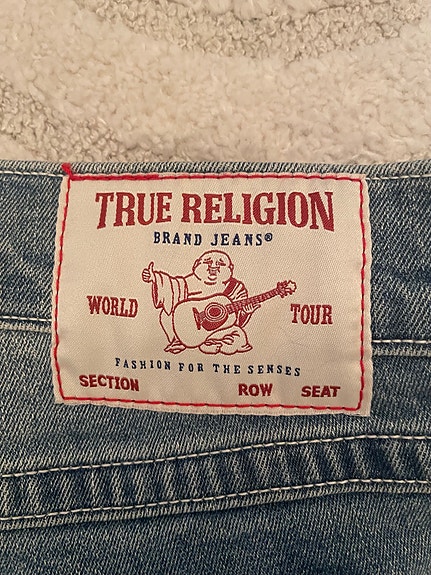 TRUE RELIGION
BRAND JEANS®
WORLD TOUR
FASHION FOR THE SENSES
SECTION ROW SEAT